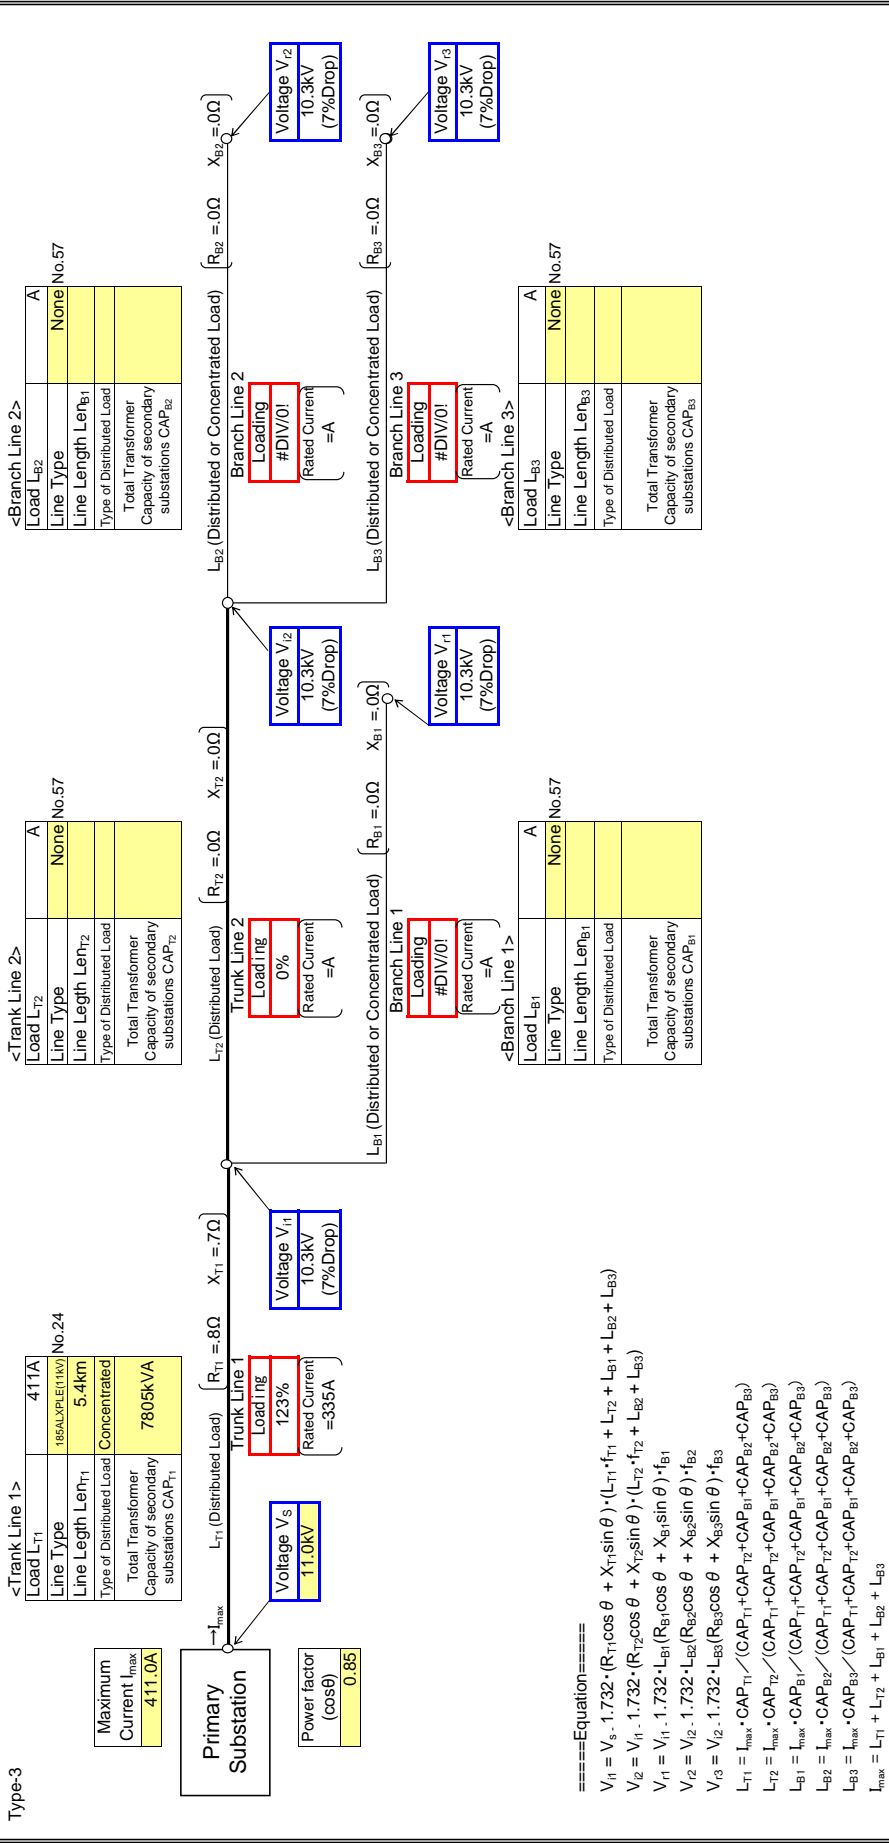 Type-3
<Trank Line 1>
Load LT1 411A
Line Type 185ALXPLE(11kV) No.24
Line Legth LenT1 5.4km
Type of Distributed Load Concentrated
Total Transformer
Capacity of secondary
substations CAPT1
7805kVA
<Trank Line 2>
Load LT2 A
Line Type None No.57
Line Legth LenT2
Type of Distributed Load
Total Transformer
Capacity of secondary
substations CAPT2
<Branch Line 2>
Load LB2 A
Line Type None No.57
Line Length LenB1
Type of Distributed Load
Total Transformer
Capacity of secondary
substations CAPB2
Maximum
Current Imax
411.0A
Primary
Substation
Power factor
(cosθ)
0.85
→Imax
Voltage VS
11.0kV
LT1 (Distributed Load)
RT1 =.8Ω XT1 =.7Ω
Trunk Line 1
Loading
123%
Rated Current
=335A
Voltage Vi1
10.3kV
(7%Drop)
LT2 (Distributed Load)
RT2 =.0Ω XT2 =.0Ω
Trunk Line 2
Loading
0%
Rated Current
=A
Voltage Vi2
10.3kV
(7%Drop)
LB2 (Distributed or Concentrated Load)
RB2 =.0Ω XB2 =.0Ω
Branch Line 2
Loading
#DIV/0!
Rated Current
=A
Voltage Vr2
10.3kV
(7%Drop)
LB1 (Distributed or Concentrated Load)
RB1 =.0Ω XB1 =.0Ω
Branch Line 1
Loading
#DIV/0!
Rated Current
=A
Voltage Vr1
10.3kV
(7%Drop)
LB3 (Distributed or Concentrated Load)
RB3 =.0Ω XB3 =.0Ω
Branch Line 3
Loading
#DIV/0!
Rated Current
=A
Voltage Vr3
10.3kV
(7%Drop)
<Branch Line 1>
Load LB1 A
Line Type None No.57
Line Length LenB1
Type of Distributed Load
Total Transformer
Capacity of secondary
substations CAPB1
<Branch Line 3>
Load LB3 A
Line Type None No.57
Line Length LenB3
Type of Distributed Load
Total Transformer
Capacity of secondary
substations CAPB3
=====Equation=====
Vi1 = Vs - 1.732・(RT1cosθ + XT1sinθ)・(LT1・fT1 + LT2 + LB1 + LB2 + LB3)
Vi2 = Vi1 - 1.732・(RT2cosθ + XT2sinθ)・(LT2・fT2 + LB2 + LB3)
Vr1 = Vi1 - 1.732・LB1(RB1cosθ + XB1sinθ)・fB1
Vr2 = Vi2 - 1.732・LB2(RB2cosθ + XB2sinθ)・fB2
Vr3 = Vi2 - 1.732・LB3(RB3cosθ + XB3sinθ)・fB3
LT1 = Imax・CAPT1／(CAPT1+CAPT2+CAPB1+CAPB2+CAPB3)
LT2 = Imax・CAPT2／(CAPT1+CAPT2+CAPB1+CAPB2+CAPB3)
LB1 = Imax・CAPB1／(CAPT1+CAPT2+CAPB1+CAPB2+CAPB3)
LB2 = Imax・CAPB2／(CAPT1+CAPT2+CAPB1+CAPB2+CAPB3)
LB3 = Imax・CAPB3／(CAPT1+CAPT2+CAPB1+CAPB2+CAPB3)
Imax = LT1 + LT2 + LB1 + LB2 + LB3